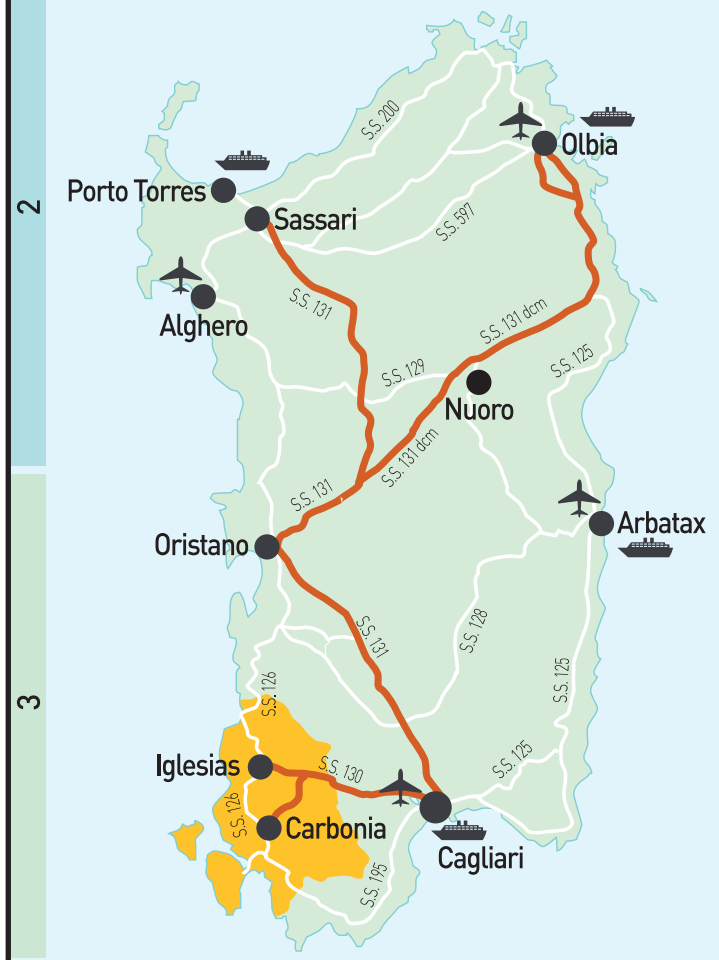 2
3
S.S. 200
Olbia
Porto Torres
Sassari
S.S. 597
S.S. 131
Alghero
S.S. 131 dcm
S.S. 129
S.S. 125
Nuoro
S.S. 131 dcm
S.S. 131
Arbatax
Oristano
S.S. 128
S.S. 131
S.S. 125
S.S. 126
Iglesias
S.S. 130
S.S. 125
S.S. 126
Carbonia
Cagliari
S.S. 195